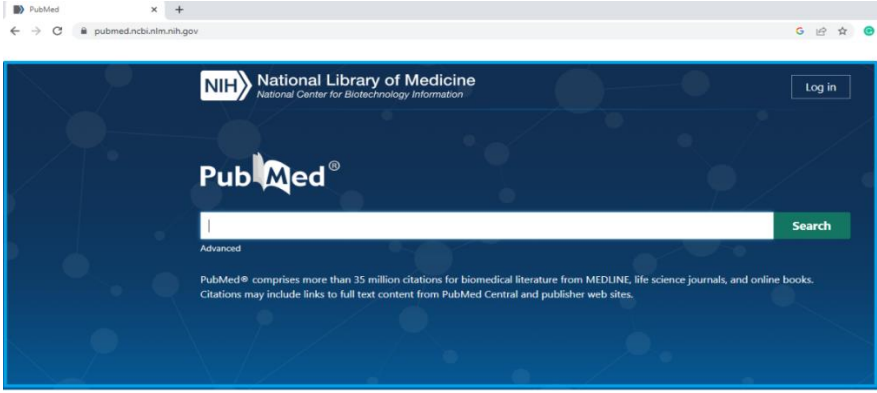 PubMed
pubmed.ncbi.nlm.nih.gov
NIH National Library of Medicine
National Center for Biotechnology Information
Log in
PubMed®
Search
Advanced
PubMed® comprises more than 35 million citations for biomedical literature from MEDLINE, life science journals, and online books.
Citations may include links to full text content from PubMed Central and publisher web sites.